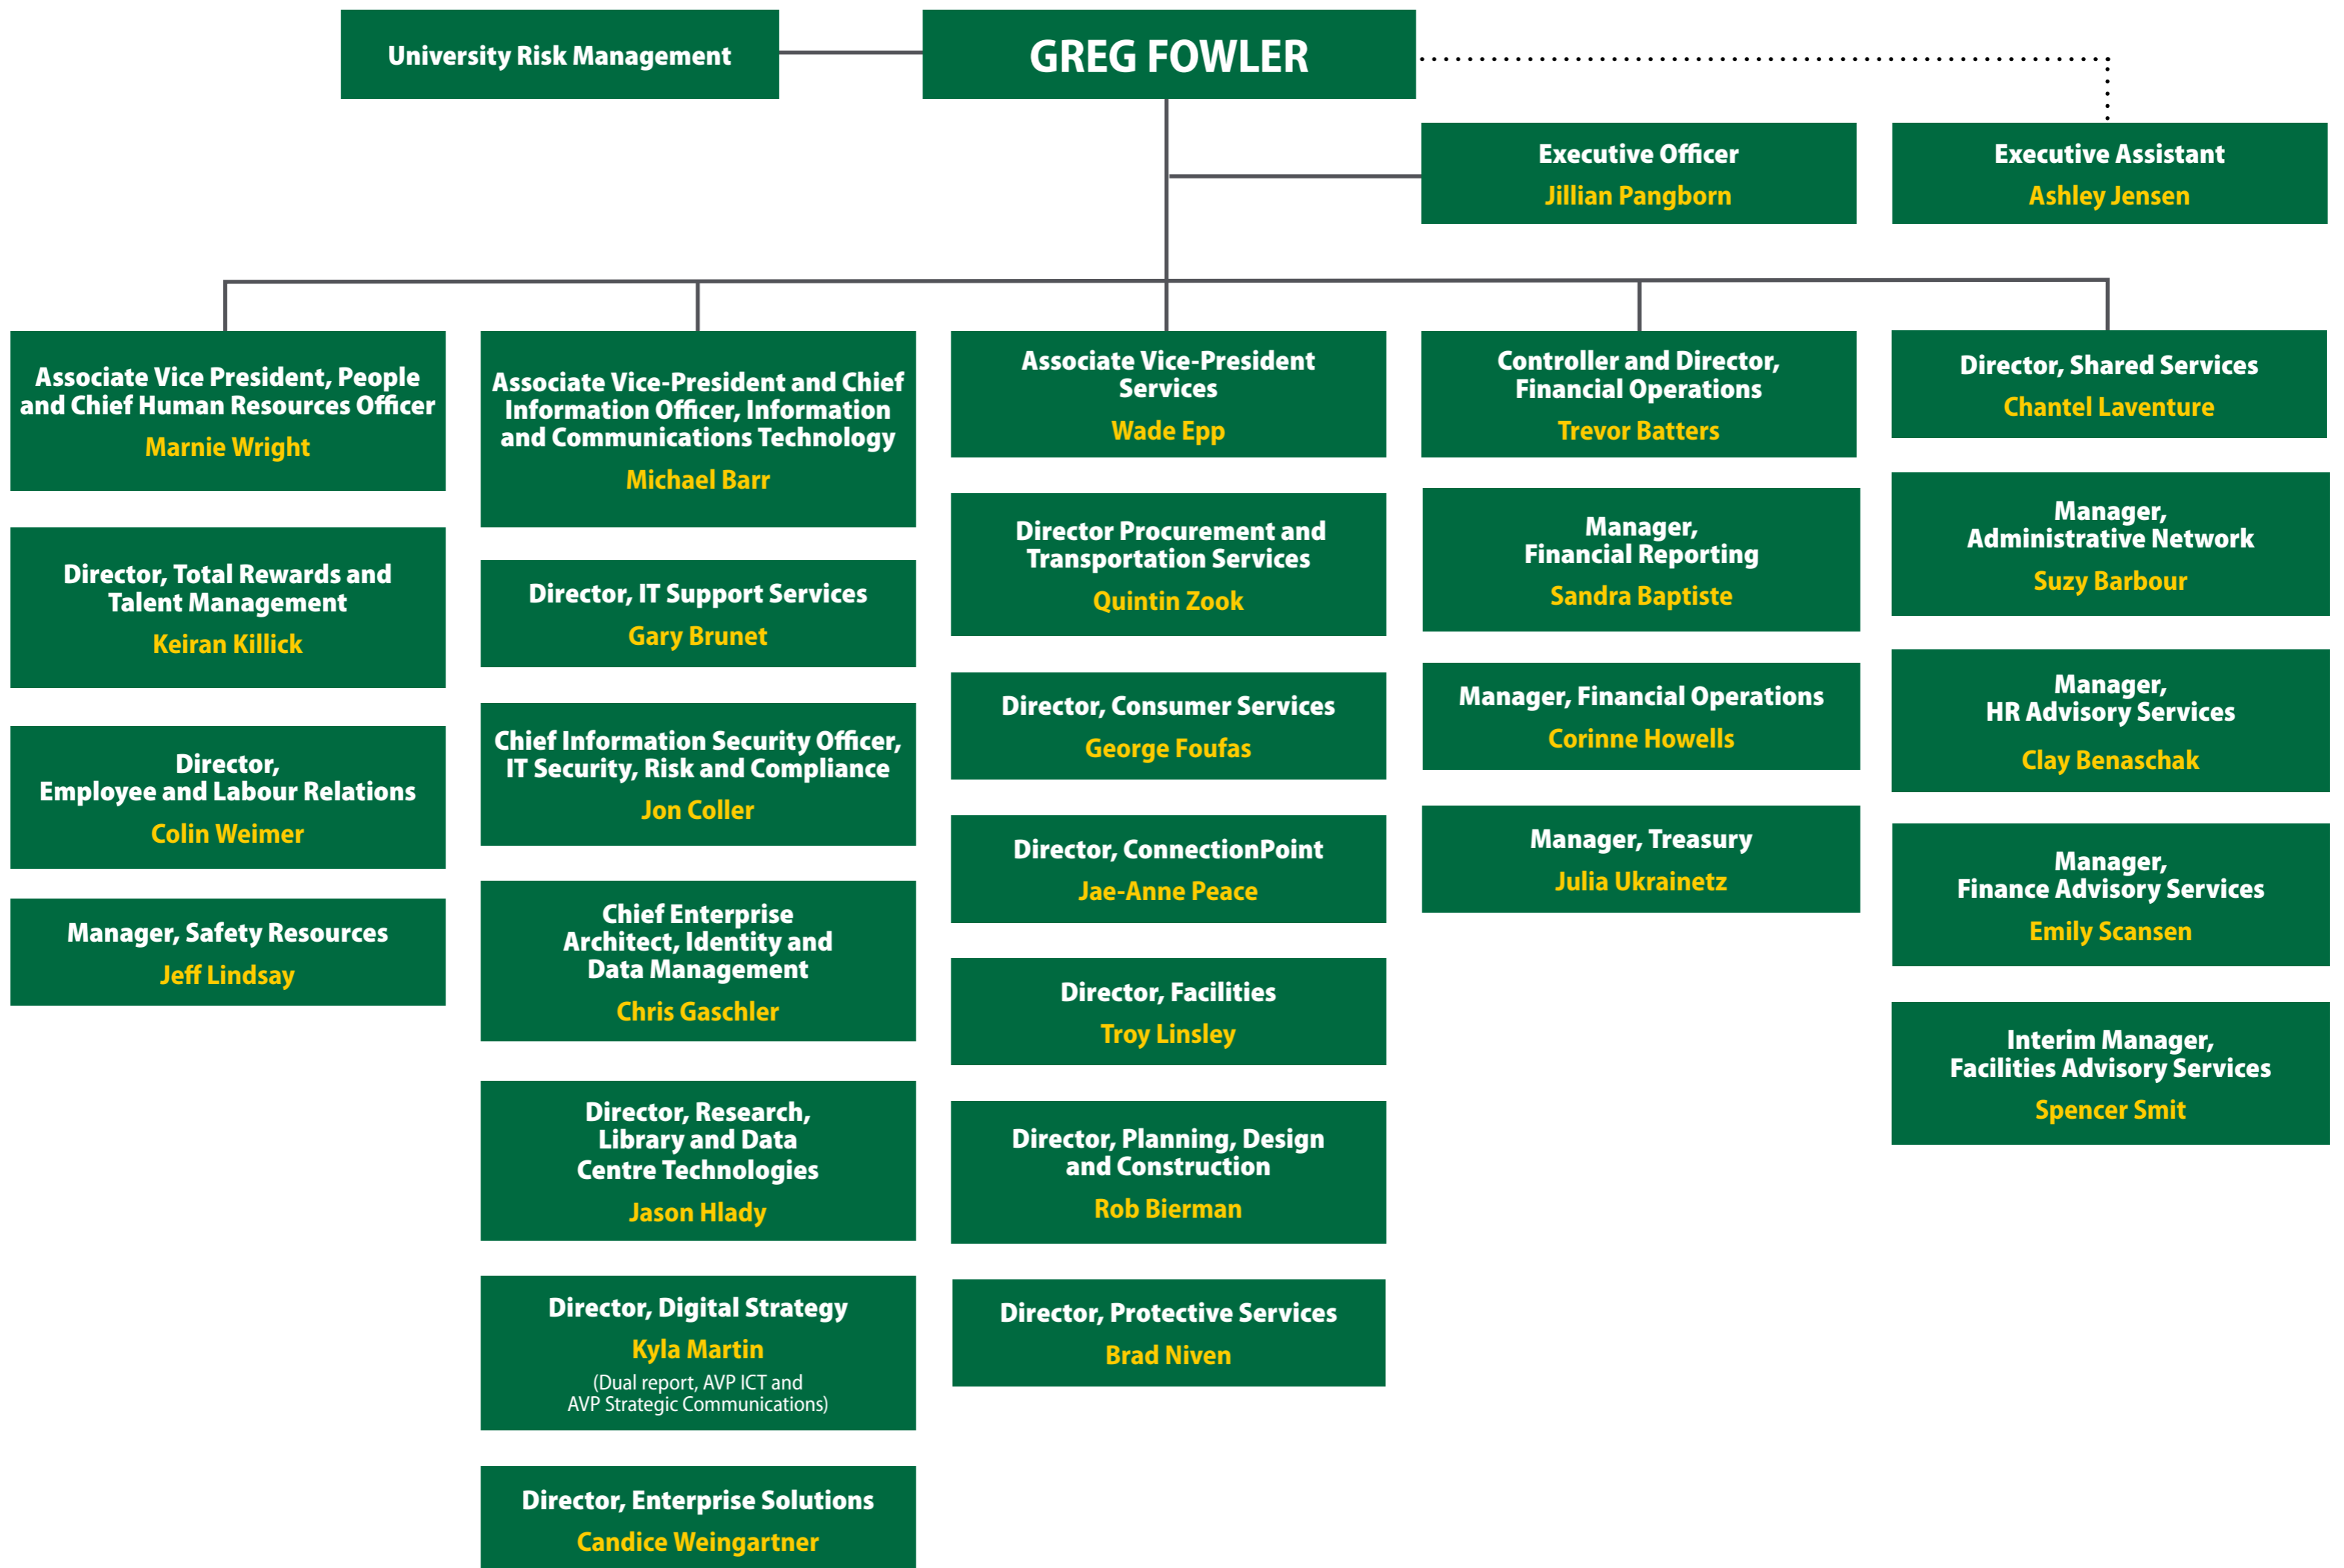 University Risk Management
GREG FOWLER
Executive Officer
Jillian Pangborn
Executive Assistant
Ashley Jensen
Associate Vice President, People
and Chief Human Resources Officer
Marnie Wright
Director, Total Rewards and
Talent Management
Keiran Killick
Director,
Employee and Labour Relations
Colin Weimer
Manager, Safety Resources
Jeff Lindsay
Associate Vice-President and Chief
Information Officer, Information
and Communications Technology
Michael Barr
Director, IT Support Services
Gary Brunet
Chief Information Security Officer,
IT Security, Risk and Compliance
Jon Coller
Chief Enterprise
Architect, Identity and
Data Management
Chris Gaschler
Director, Research,
Library and Data
Centre Technologies
Jason Hlady
Director, Digital Strategy
Kyla Martin
(Dual report, AVP ICT and
AVP Strategic Communications)
Director, Enterprise Solutions
Candice Weingartner
Associate Vice-President
Services
Wade Epp
Director Procurement and
Transportation Services
Quintin Zook
Director, Consumer Services
George Foufas
Director, ConnectionPoint
Jae-Anne Peace
Director, Facilities
Troy Linsley
Director, Planning, Design
and Construction
Rob Bierman
Director, Protective Services
Brad Niven
Controller and Director,
Financial Operations
Trevor Batters
Manager,
Financial Reporting
Sandra Baptiste
Manager, Financial Operations
Corinne Howells
Manager, Treasury
Julia Ukrainetz
Director, Shared Services
Chantel Laventure
Manager,
Administrative Network
Suzy Barbour
Manager,
HR Advisory Services
Clay Benaschak
Manager,
Finance Advisory Services
Emily Scansen
Interim Manager,
Facilities Advisory Services
Spencer Smit